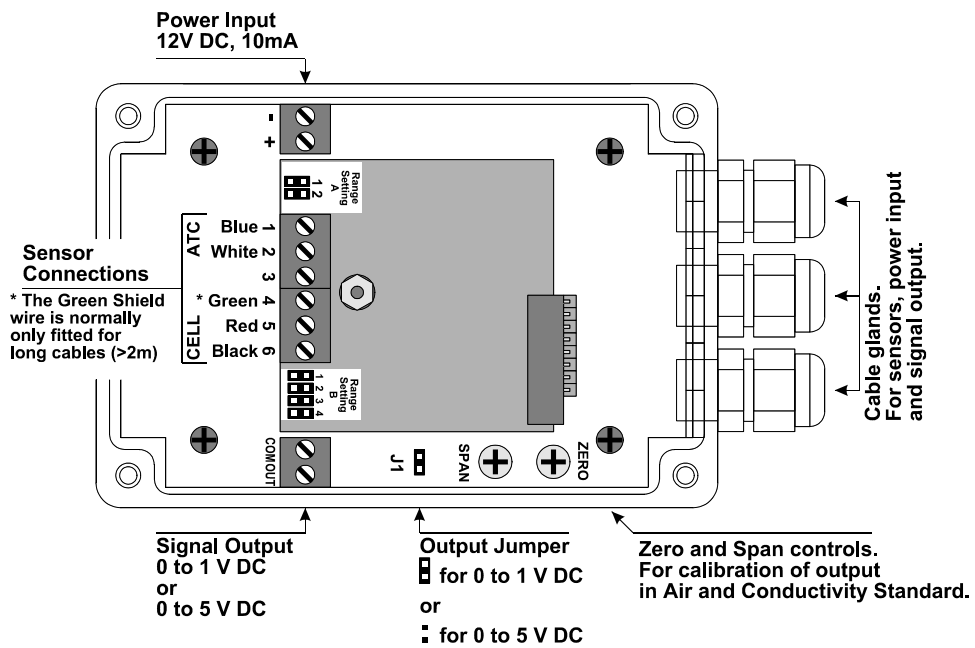 Power Input
12V DC, 10mA
-
+
Range
Setting
A
1
2
Sensor
Connections
* The Green Shield
wire is normally
only fitted for
long cables (>2m)
ATC
CELL
Blue 1
White 2
3
* Green 4
Red 5
Black 6
Range
Setting
B
1
2
3
4
COM OUT
J1
SPAN
ZERO
Cable glands.
For sensors, power input
and signal output.
Signal Output
0 to 1 V DC
or
0 to 5 V DC
Output Jumper
for 0 to 1 V DC
or
for 0 to 5 V DC
Zero and Span controls.
For calibration of output
in Air and Conductivity Standard.